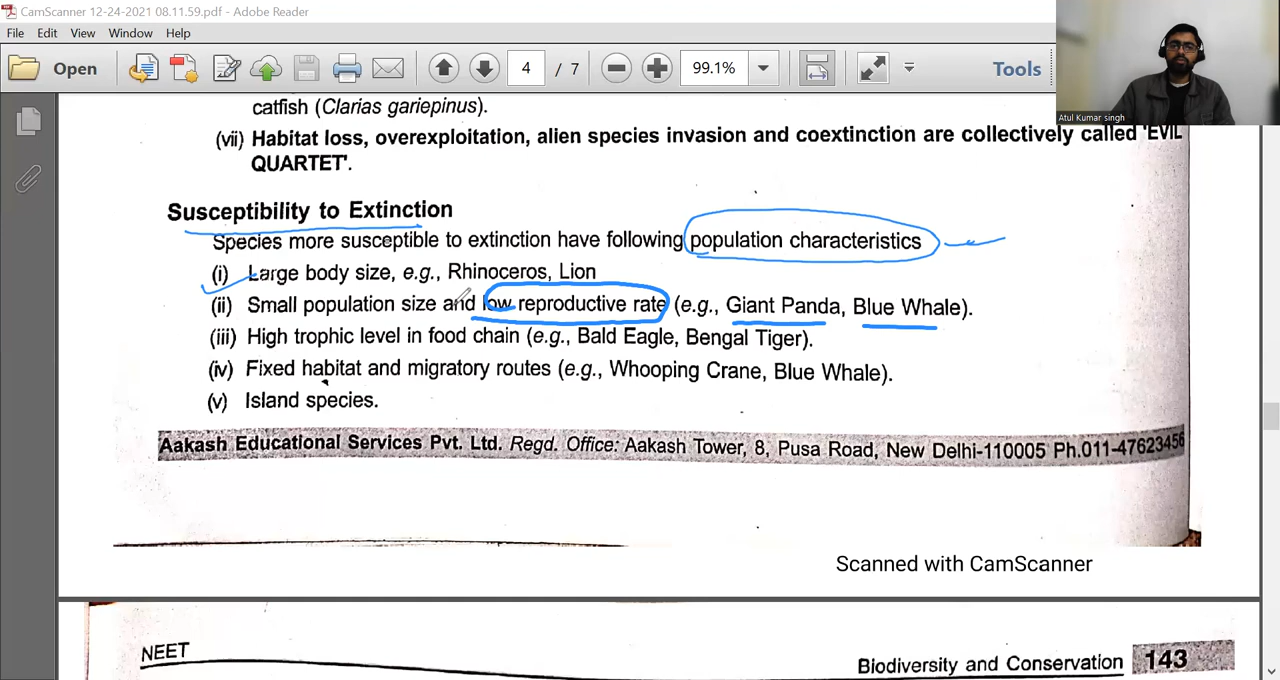 CamScanner 12-24-2021 08.11.59.pdf - Adobe Reader
File Edit View Window Help
Open 4 / 7 99.1% Tools
Atul Kumar singh
catfish (Clarias gariepinus).
(vii) Habitat loss, overexploitation, alien species invasion and coextinction are collectively called 'EVIL
QUARTET'.
Susceptibility to Extinction
Species more susceptible to extinction have following population characteristics
(i) Large body size, e.g., Rhinoceros, Lion
(ii) Small population size and low reproductive rate (e.g., Giant Panda, Blue Whale).
(iii) High trophic level in food chain (e.g., Bald Eagle, Bengal Tiger).
(iv) Fixed habitat and migratory routes (e.g., Whooping Crane, Blue Whale).
(v) Island species.
Aakash Educational Services Pvt. Ltd. Regd. Office: Aakash Tower, 8, Pusa Road, New Delhi-110005 Ph.011-47623456
Scanned with CamScanner
NEET
Biodiversity and Conservation 143